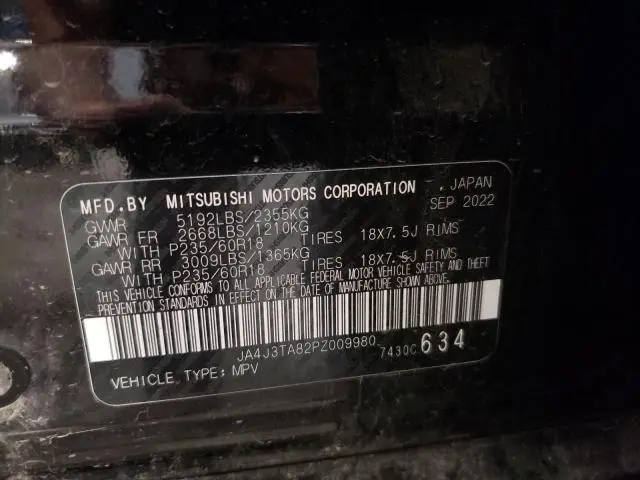 MFD.BY MITSUBISHI MOTORS CORPORATION . JAPAN
GVWR 5192LBS/2355KG SEP 2022
GAWR FR 2668LBS/1210KG
WITH P235/60R18 TIRES 18X7.5J RIMS
GAWR RR 3009LBS/1365KG
WITH P235/60R18 TIRES 18X7.5J RIMS
THIS VEHICLE CONFORMS TO ALL APPLICABLE FEDERAL MOTOR VEHICLE SAFETY AND THEFT
PREVENTION STANDARDS IN EFFECT ON THE DATE OF MANUFACTURE SHOWN ABOVE.
JA4J3TA82PZ009980 7430C 634
VEHICLE TYPE: MPV